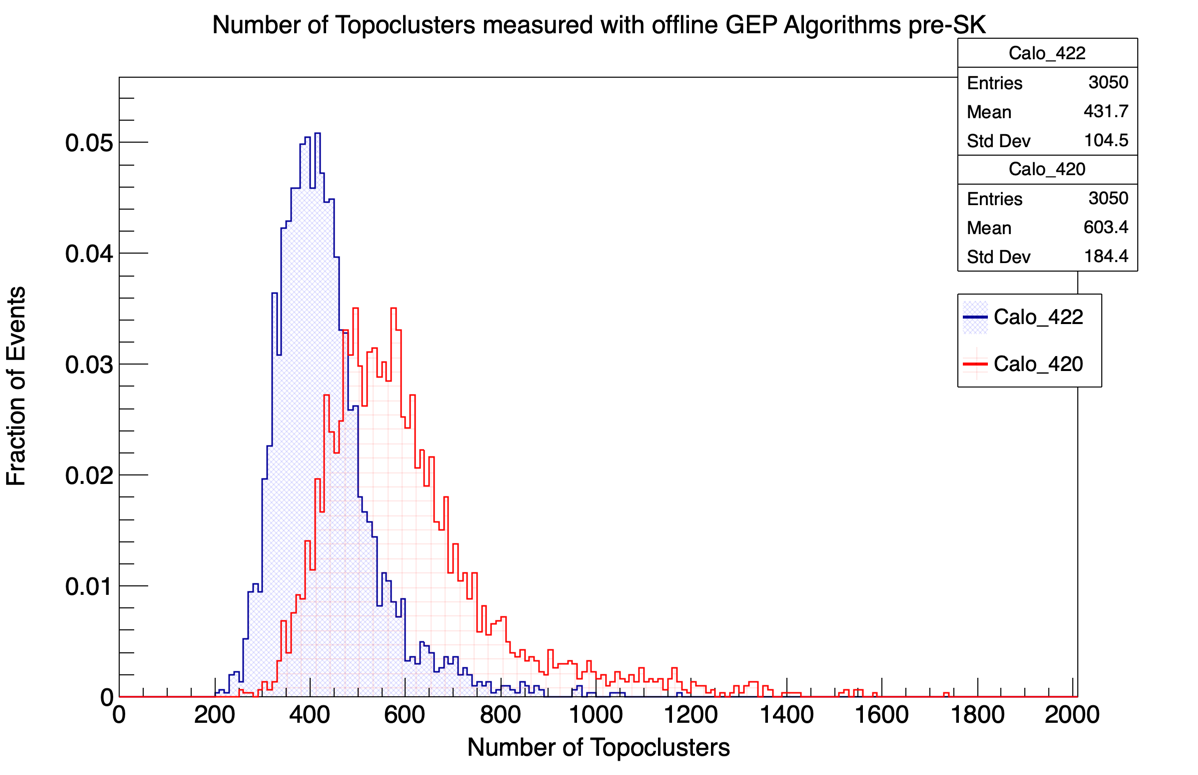 Number of Topoclusters measured with offline GEP Algorithms pre-SK
Calo_422
Entries 3050
Mean 431.7
Std Dev 104.5
Calo_420
Entries 3050
Mean 603.4
Std Dev 184.4
Calo_422
Calo_420
Fraction of Events
0.05
0.04
0.03
0.02
0.01
0
0 200 400 600 800 1000 1200 1400 1600 1800 2000
Number of Topoclusters